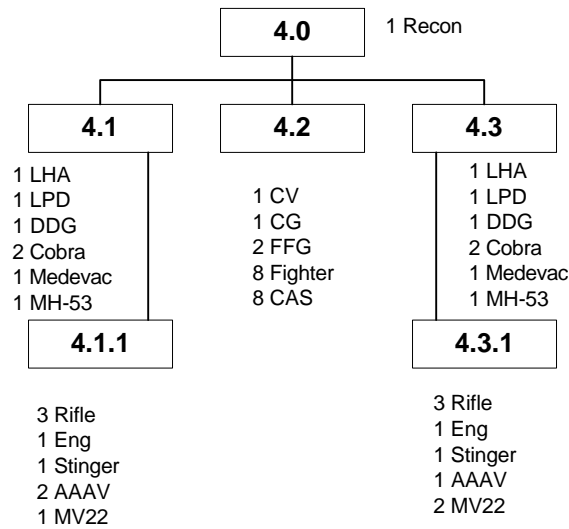 4.0
1 Recon
4.1
4.2
4.3
1 LHA
1 LPD
1 DDG
2 Cobra
1 Medevac
1 MH-53
1 CV
1 CG
2 FFG
8 Fighter
8 CAS
1 LHA
1 LPD
1 DDG
2 Cobra
1 Medevac
1 MH-53
4.1.1
4.3.1
3 Rifle
1 Eng
1 Stinger
2 AAAV
1 MV22
3 Rifle
1 Eng
1 Stinger
1 AAAV
2 MV22